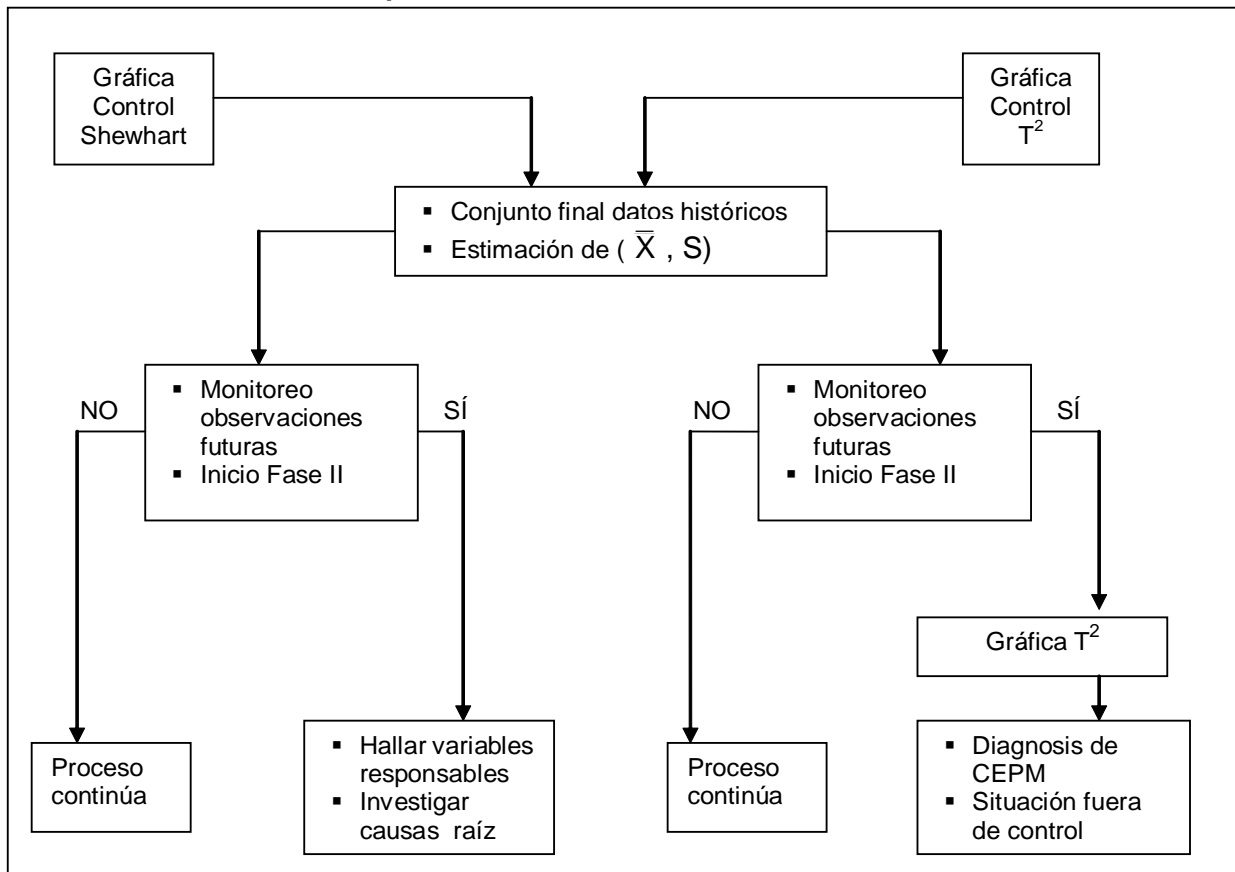 Gráfica
Control
Shewhart
Gráfica
Control
T²
▪ Conjunto final datos históricos
▪ Estimación de ( X̿ , S)
▪ Monitoreo
observaciones
futuras
▪ Inicio Fase II
NO
SÍ
▪ Monitoreo
observaciones
futuras
▪ Inicio Fase II
NO
SÍ
Gráfica T²
Proceso
continúa
▪ Hallar variables
responsables
▪ Investigar
causas raíz
Proceso
continúa
▪ Diagnosis de
CEPM
▪ Situación fuera
de control